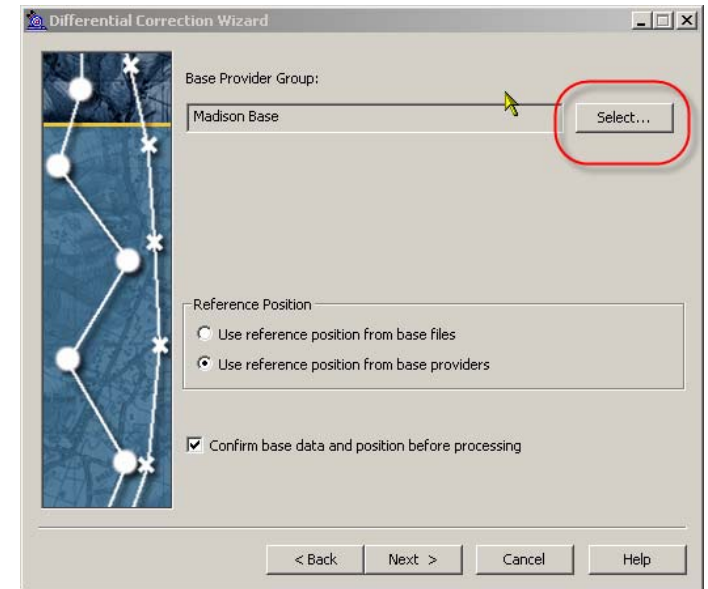 Differential Correction Wizard
Base Provider Group:
Madison Base
Select...
Reference Position
Use reference position from base files
Use reference position from base providers
Confirm base data and position before processing
< Back Next > Cancel Help